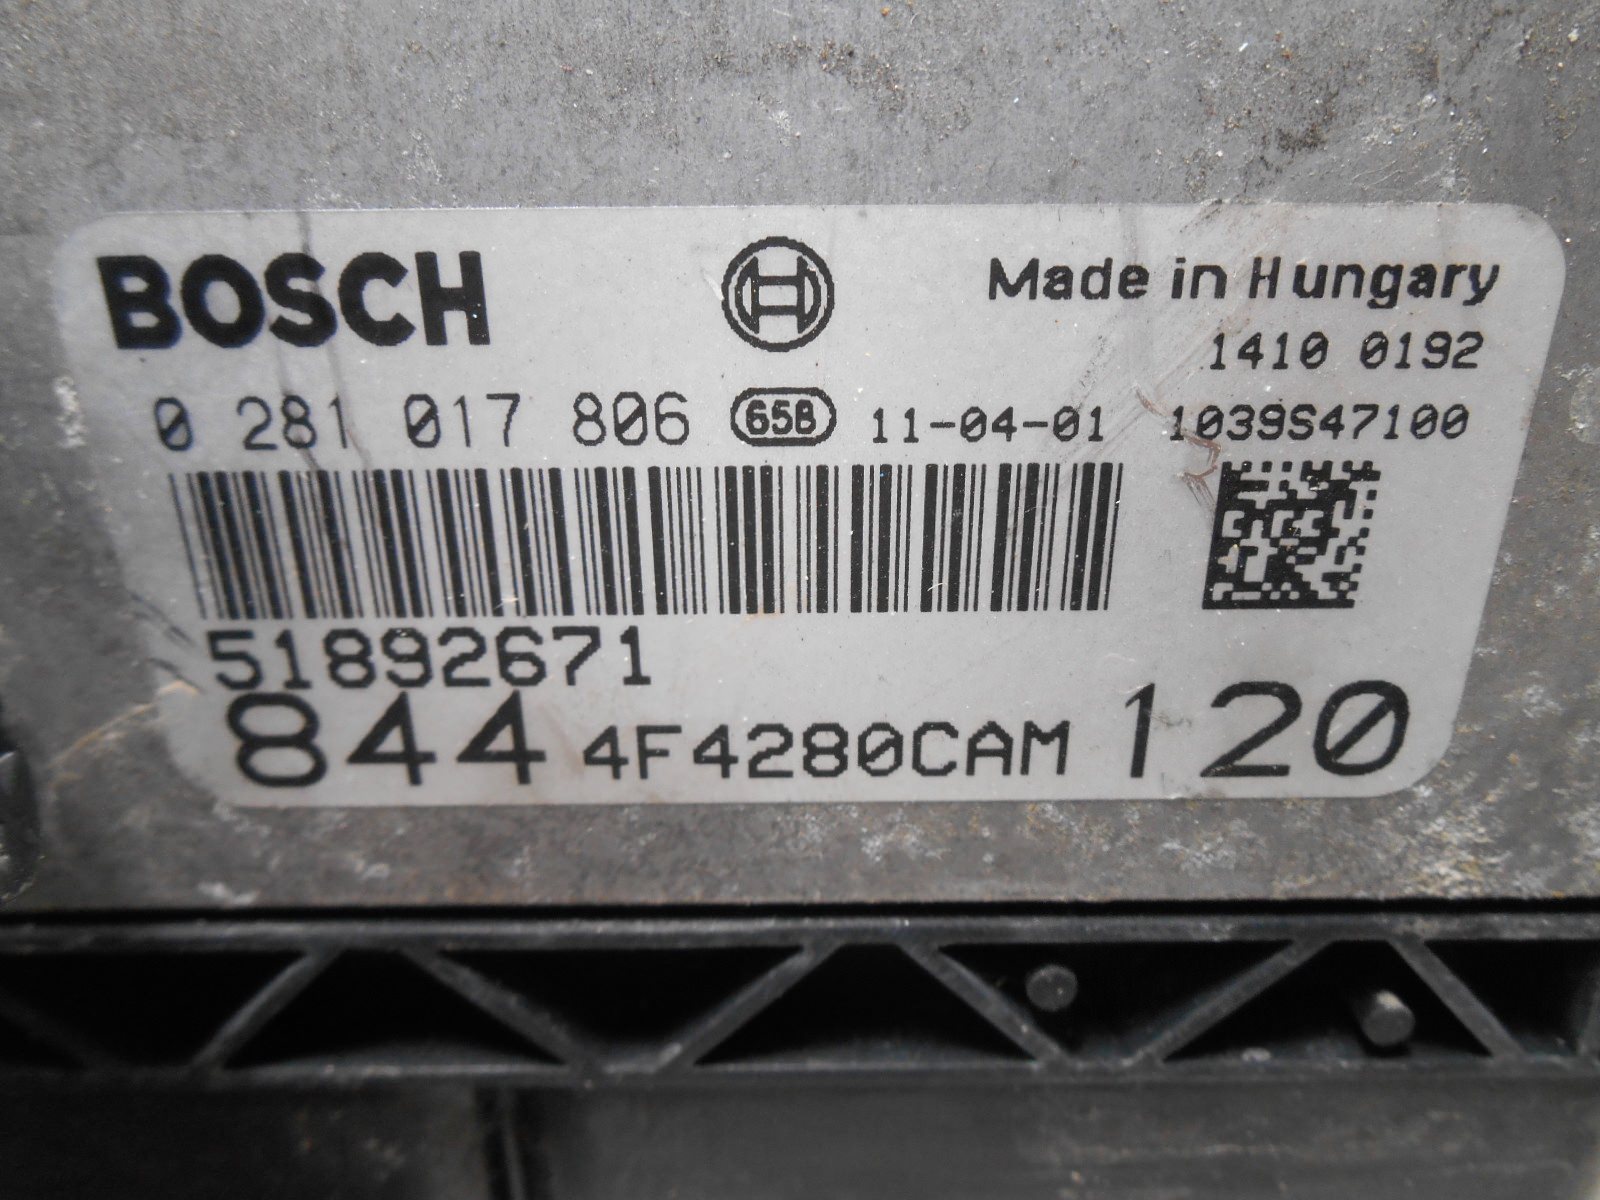 BOSCH
Made in Hungary
1410 0192
0 281 017 806 658 11-04-01 1039S47100
51892671
844 4F4280CAM 120